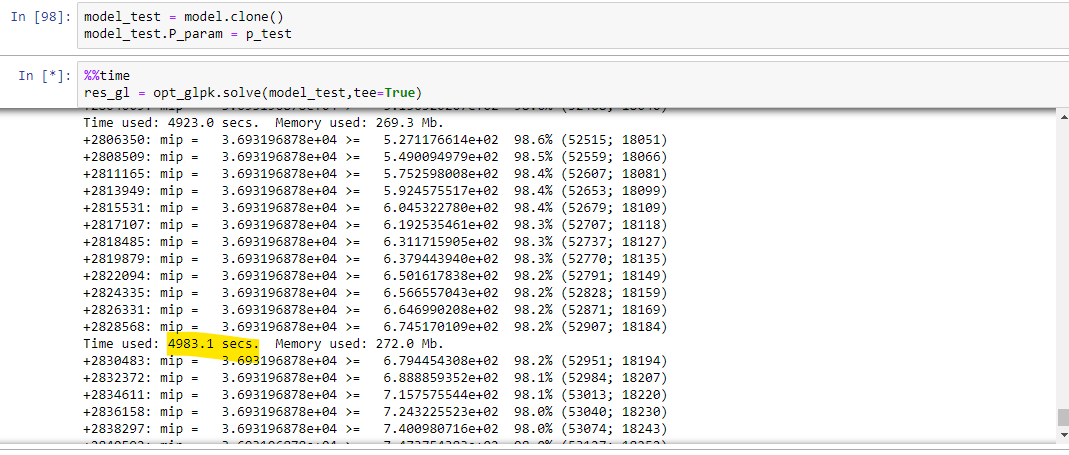 In [98]: model_test = model.clone()
model_test.P_param = p_test
In [*]: %%time
res_gl = opt_glpk.solve(model_test,tee=True)
Time used: 4923.0 secs.  Memory used: 269.3 Mb.
+2806350: mip =   3.693196878e+04 >=   5.271176614e+02  98.6% (52515; 18051)
+2808509: mip =   3.693196878e+04 >=   5.490094979e+02  98.5% (52559; 18066)
+2811165: mip =   3.693196878e+04 >=   5.752598008e+02  98.4% (52607; 18081)
+2813949: mip =   3.693196878e+04 >=   5.924575517e+02  98.4% (52653; 18099)
+2815531: mip =   3.693196878e+04 >=   6.045322780e+02  98.4% (52679; 18109)
+2817107: mip =   3.693196878e+04 >=   6.192535461e+02  98.3% (52707; 18118)
+2818485: mip =   3.693196878e+04 >=   6.311715905e+02  98.3% (52737; 18127)
+2819879: mip =   3.693196878e+04 >=   6.379443940e+02  98.3% (52770; 18135)
+2822094: mip =   3.693196878e+04 >=   6.501617838e+02  98.2% (52791; 18149)
+2824335: mip =   3.693196878e+04 >=   6.566557043e+02  98.2% (52828; 18159)
+2826331: mip =   3.693196878e+04 >=   6.646990208e+02  98.2% (52871; 18169)
+2828568: mip =   3.693196878e+04 >=   6.745170109e+02  98.2% (52907; 18184)
Time used: 4983.1 secs.  Memory used: 272.0 Mb.
+2830483: mip =   3.693196878e+04 >=   6.794454308e+02  98.2% (52951; 18194)
+2832372: mip =   3.693196878e+04 >=   6.888859352e+02  98.1% (52984; 18207)
+2834611: mip =   3.693196878e+04 >=   7.157575544e+02  98.1% (53013; 18220)
+2836158: mip =   3.693196878e+04 >=   7.243225523e+02  98.0% (53040; 18230)
+2838297: mip =   3.693196878e+04 >=   7.400980716e+02  98.0% (53074; 18243)